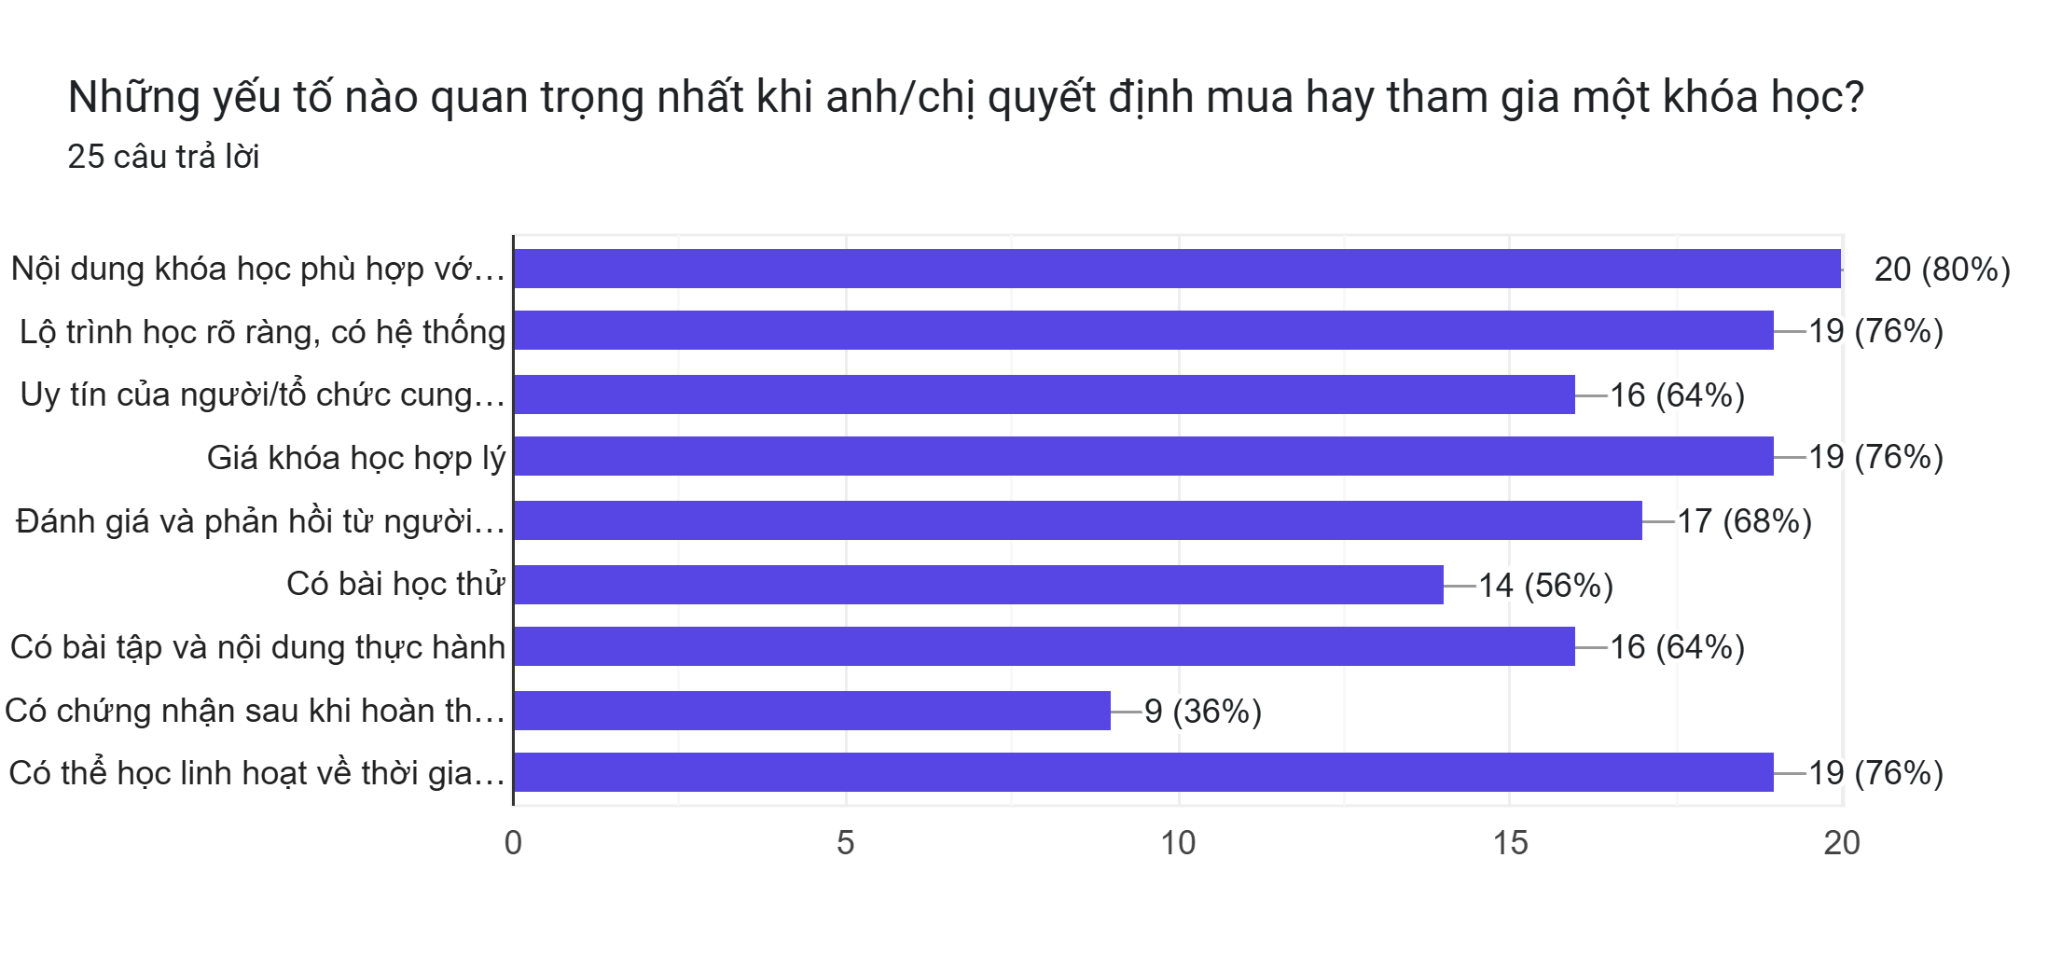 Những yếu tố nào quan trọng nhất khi anh/chị quyết định mua hay tham gia một khóa học?
25 câu trả lời
Nội dung khóa học phù hợp vớ… 20 (80%)
Lộ trình học rõ ràng, có hệ thống 19 (76%)
Uy tín của người/tổ chức cung… 16 (64%)
Giá khóa học hợp lý 19 (76%)
Đánh giá và phản hồi từ người… 17 (68%)
Có bài học thử 14 (56%)
Có bài tập và nội dung thực hành 16 (64%)
Có chứng nhận sau khi hoàn th… 9 (36%)
Có thể học linh hoạt về thời gia… 19 (76%)
0 5 10 15 20